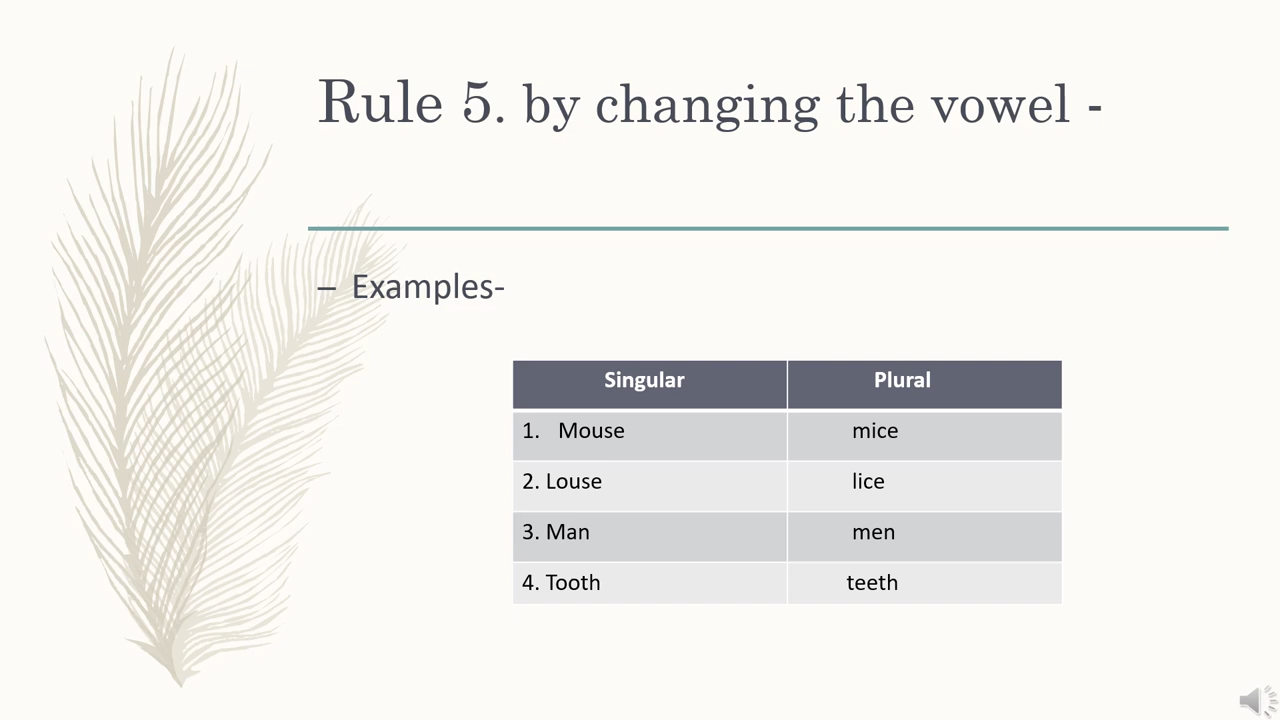 Rule 5. by changing the vowel -
– Examples-
Singular Plural
1. Mouse mice
2. Louse lice
3. Man men
4. Tooth teeth